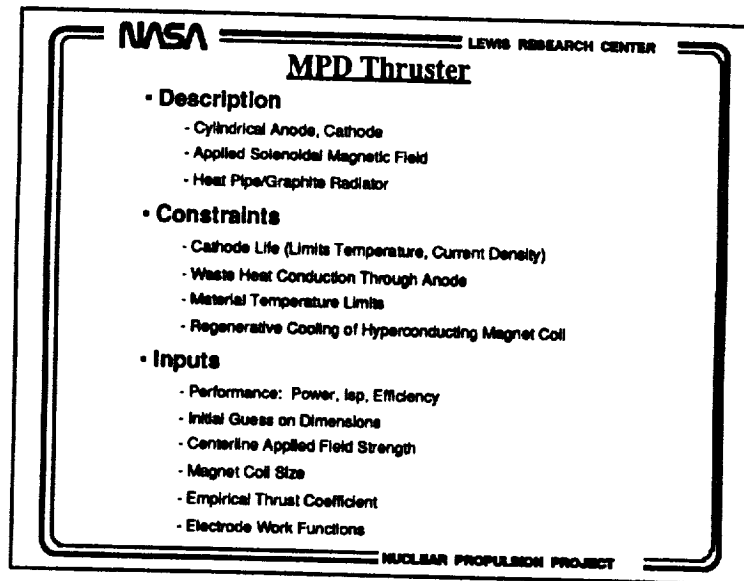 NASA
LEWIS RESEARCH CENTER
MPD Thruster
· Description
- Cylindrical Anode, Cathode
- Applied Solenoidal Magnetic Field
- Heat Pipe/Graphite Radiator
· Constraints
- Cathode Life (Limits Temperature, Current Density)
- Waste Heat Conduction Through Anode
- Material Temperature Limits
- Regenerative Cooling of Hyperconducting Magnet Coil
· Inputs
- Performance: Power, Isp, Efficiency
- Initial Guess on Dimensions
- Centerline Applied Field Strength
- Magnet Coil Size
- Empirical Thrust Coefficient
- Electrode Work Functions
NUCLEAR PROPULSION PROJECT